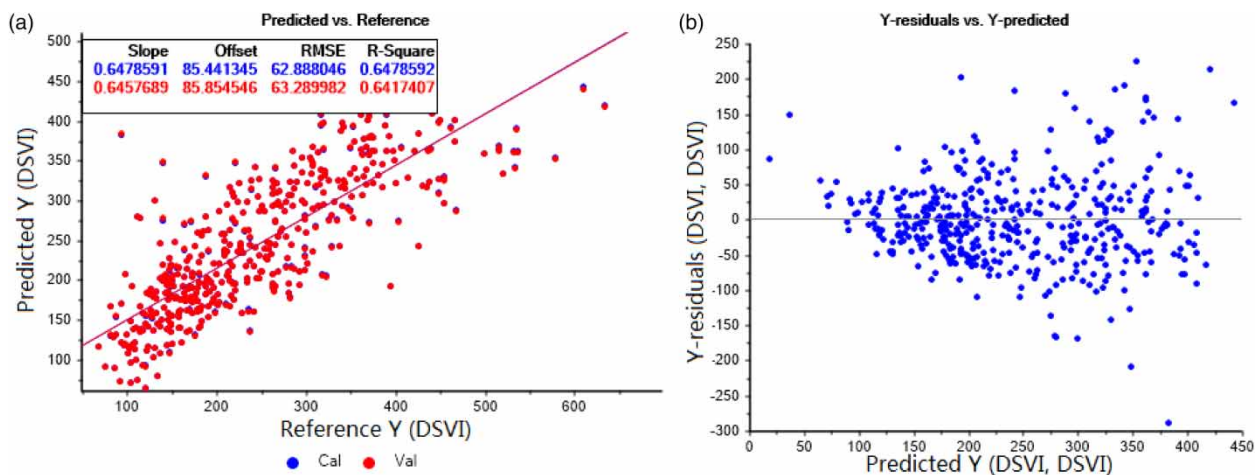 (a)
Predicted vs. Reference
Slope Offset RMSE R-Square
0.6478591 85.441345 62.888046 0.6478592
0.6457689 85.854546 63.289982 0.6417407
Predicted Y (DSVI)
500
450
400
350
300
250
200
150
100
100 200 300 400 500 600
Reference Y (DSVI)
Cal Val
(b)
Y-residuals vs. Y-predicted
Y-residuals (DSVI, DSVI)
250
200
150
100
50
0
-50
-100
-150
-200
-250
-300
0 50 100 150 200 250 300 350 400 450
Predicted Y (DSVI, DSVI)